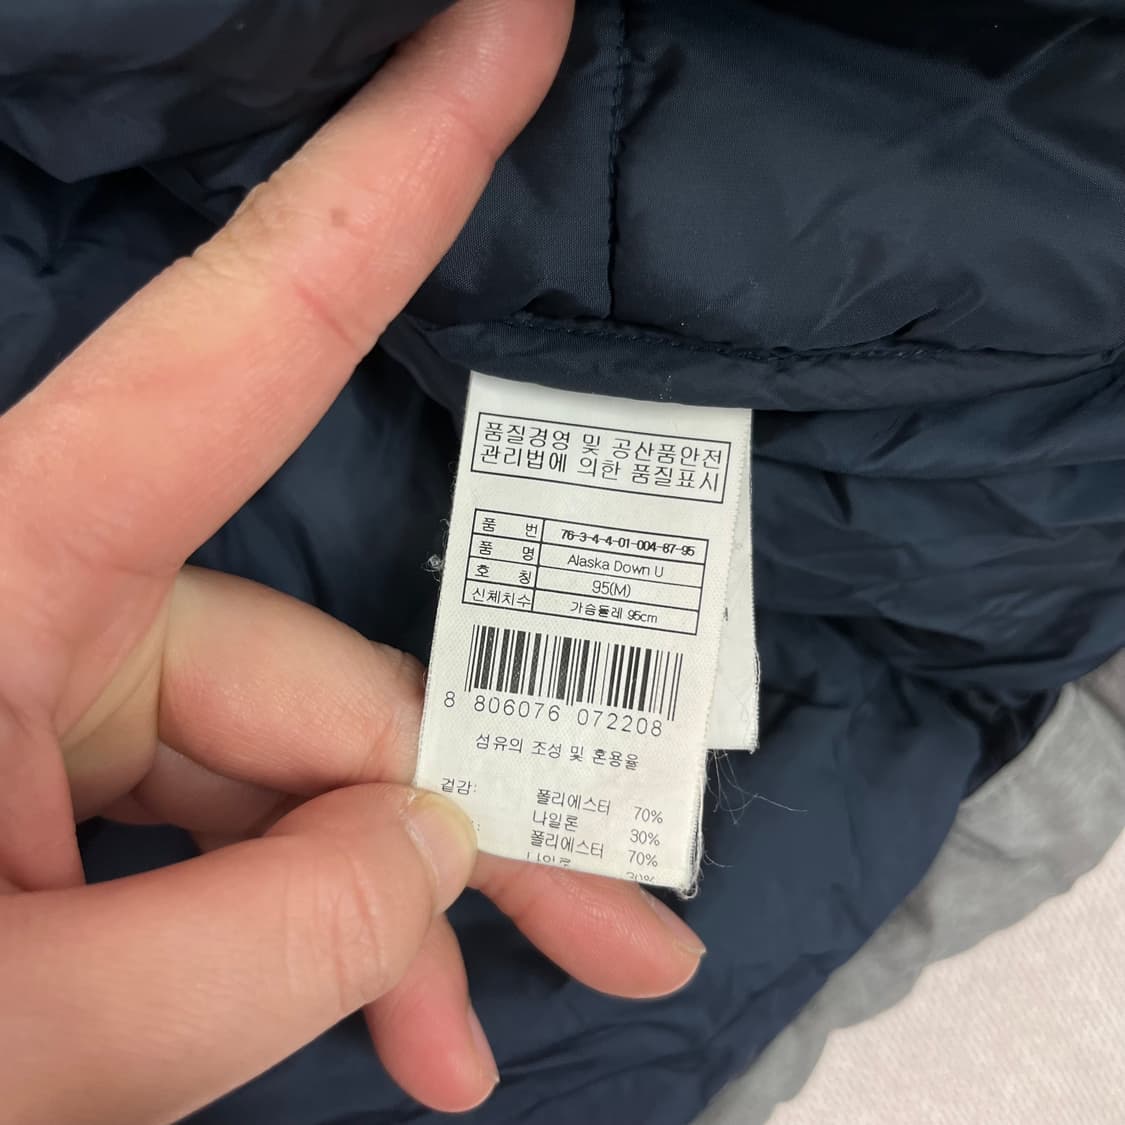 품질경영 및 공산품안전
관리법에 의한 품질표시
품 번 76-3-4-4-01-004-87-95
품 명 Alaska Down U
호 칭 95(M)
신체치수 가슴둘레 95cm
8 806076 072208
섬유의 조성 및 혼용율
겉감: 폴리에스터 70%
나일론 30%
폴리에스터 70%
나일론 30%